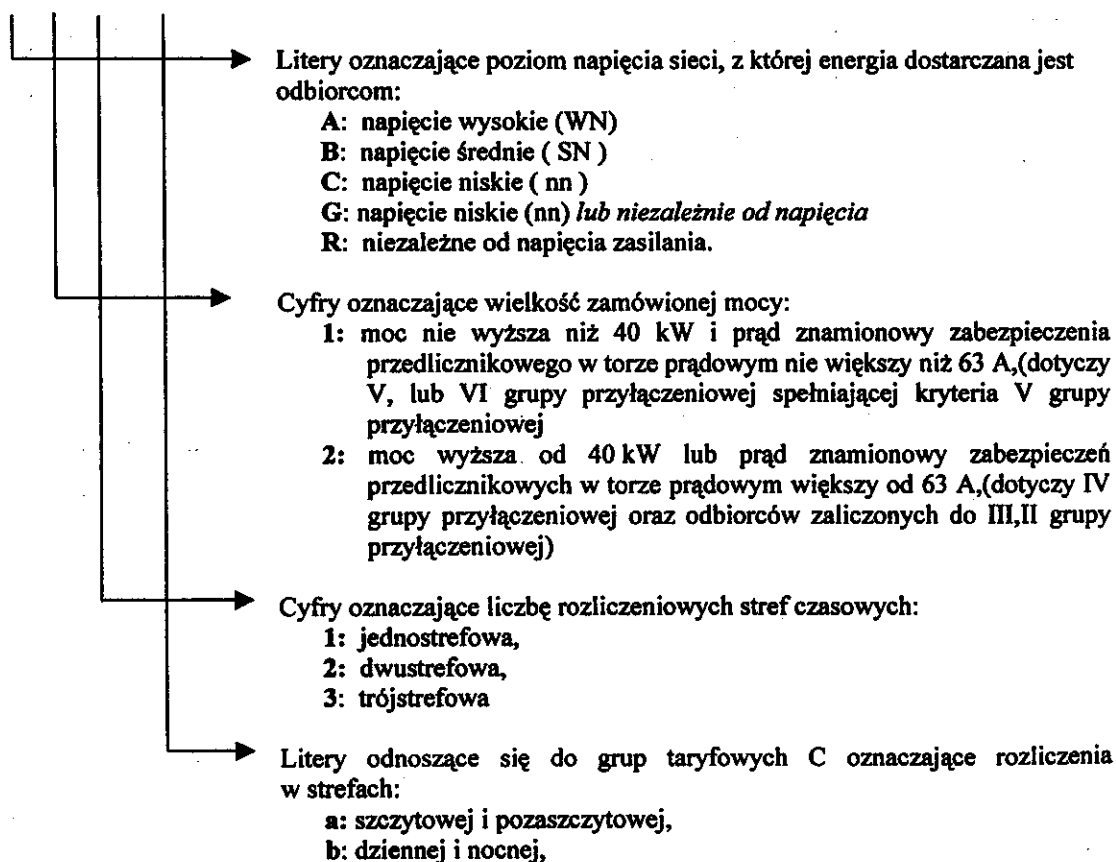 Litery oznaczające poziom napięcia sieci, z której energia dostarczana jest
odbiorcom:
A: napięcie wysokie (WN)
B: napięcie średnie ( SN )
C: napięcie niskie ( nn )
G: napięcie niskie (nn) lub niezależnie od napięcia
R: niezależne od napięcia zasilania.
Cyfry oznaczające wielkość zamówionej mocy:
1: moc nie wyższa niż 40 kW i prąd znamionowy zabezpieczenia
przedlicznikowego w torze prądowym nie większy niż 63 A,(dotyczy
V, lub VI grupy przyłączeniowej spełniającej kryteria V grupy
przyłączeniowej
2: moc wyższa od 40 kW lub prąd znamionowy zabezpieczeń
przedlicznikowych w torze prądowym większy od 63 A,(dotyczy IV
grupy przyłączeniowej oraz odbiorców zaliczonych do III,II grupy
przyłączeniowej)
Cyfry oznaczające liczbę rozliczeniowych stref czasowych:
1: jednostrefowa,
2: dwustrefowa,
3: trójstrefowa
Litery odnoszące się do grup taryfowych C oznaczające rozliczenia
w strefach:
a: szczytowej i pozaszczytowej,
b: dziennej i nocnej,